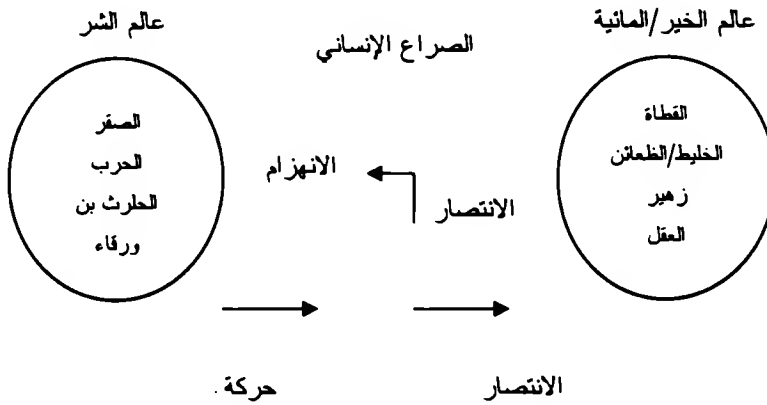 عالم الخير/المائية
عالم الشر
الصراع الإنساني
القطاة
الخليط/الظعائن
زهير
العقل
الصقر
الحرب
الحلرث بن
ورقاء
الانهزام
الانتصار
الانتصار
حركة .